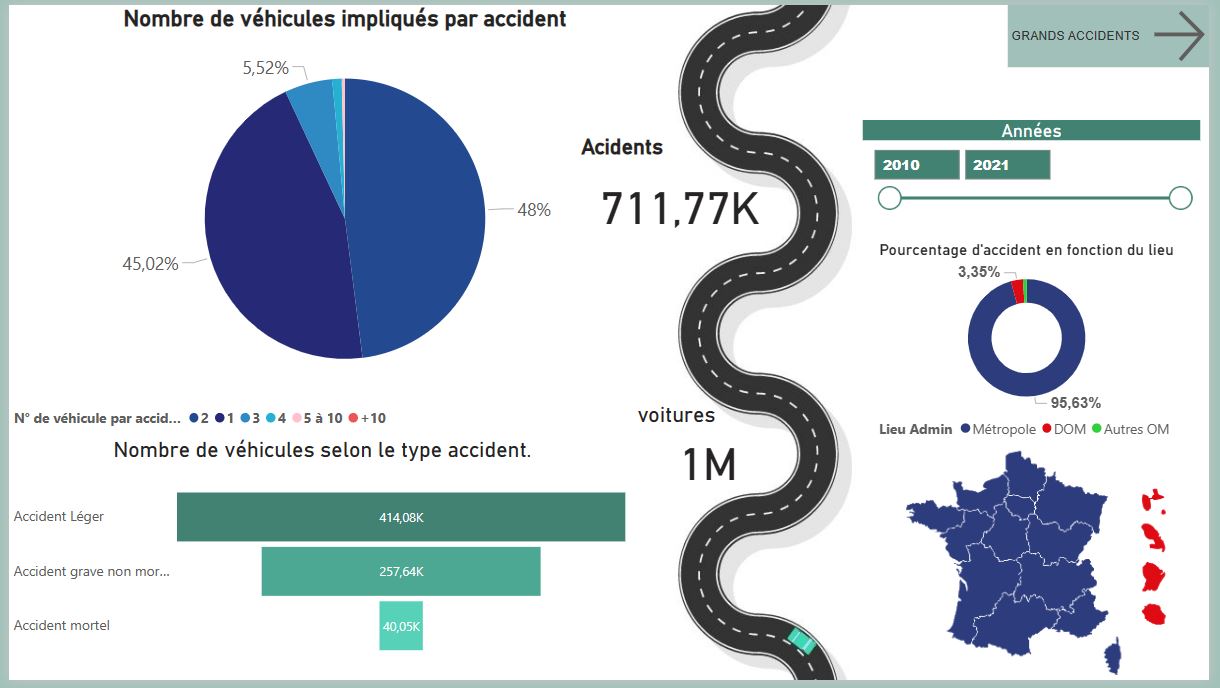 Nombre de véhicules impliqués par accident
5,52%
48%
45,02%
N° de véhicule par accid... 2 1 3 4 5 à 10 +10
Nombre de véhicules selon le type accident.
Accident Léger 414,08K
Accident grave non mor... 257,64K
Accident mortel 40,05K
Acidents
711,77K
voitures
1M
GRANDS ACCIDENTS
Années
2010 2021
Pourcentage d'accident en fonction du lieu
3,35%
95,63%
Lieu Admin Métropole DOM Autres OM